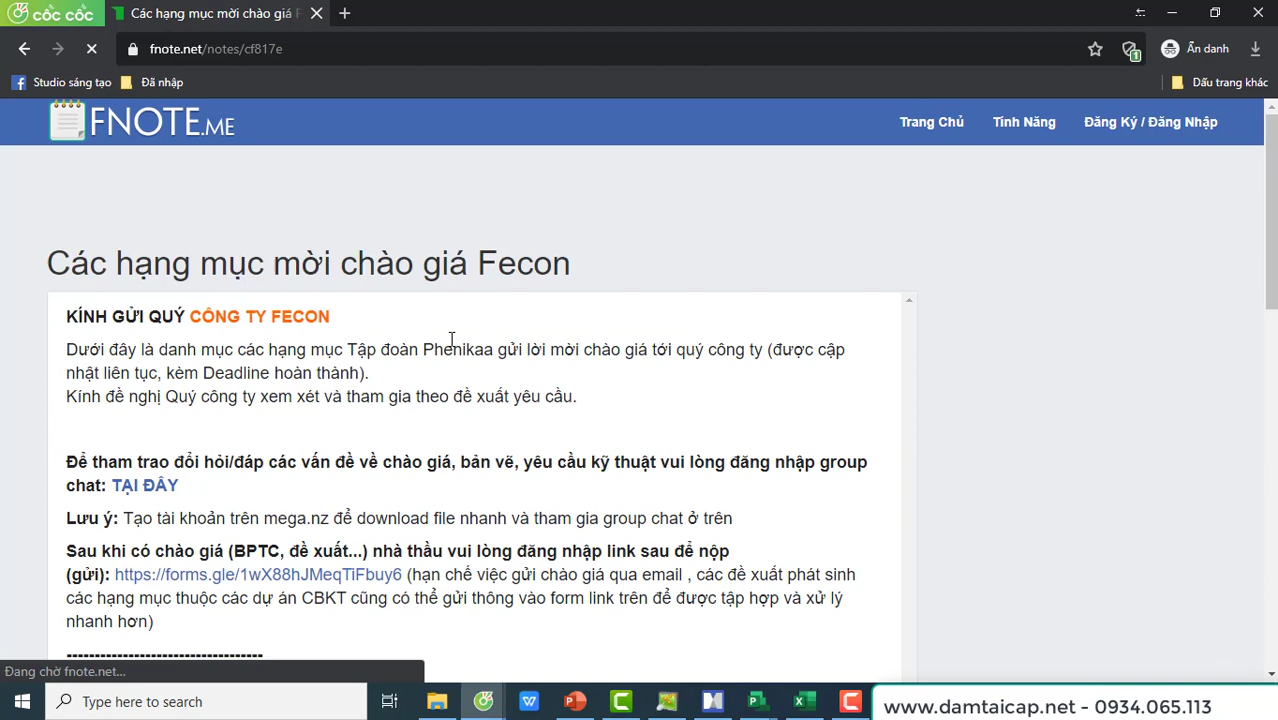 cốc cốc
Các hạng mục mời chào giá F
fnote.net/notes/cf817e
1
Ẩn danh
Studio sáng tạo
Đã nhập
Dấu trang khác
FNOTE.ME
Trang Chủ
Tính Năng
Đăng Ký / Đăng Nhập
Các hạng mục mời chào giá Fecon
KÍNH GỬI QUÝ CÔNG TY FECON
Dưới đây là danh mục các hạng mục Tập đoàn Phenikaa gửi lời mời chào giá tới quý công ty (được cập
nhật liên tục, kèm Deadline hoàn thành).
Kính đề nghị Quý công ty xem xét và tham gia theo đề xuất yêu cầu.
Để tham trao đổi hỏi/đáp các vấn đề về chào giá, bản vẽ, yêu cầu kỹ thuật vui lòng đăng nhập group
chat: TẠI ĐÂY
Lưu ý: Tạo tài khoản trên mega.nz để download file nhanh và tham gia group chat ở trên
Sau khi có chào giá (BPTC, đề xuất...) nhà thầu vui lòng đăng nhập link sau để nộp
(gửi): https://forms.gle/1wX88hJMeqTiFbuy6 (hạn chế việc gửi chào giá qua email , các đề xuất phát sinh
các hạng mục thuộc các dự án CBKT cũng có thể gửi thông vào form link trên để được tập hợp và xử lý
nhanh hơn)
----------------------------------
Đang chờ fnote.net...
Type here to search
www.damtaicap.net - 0934.065.113